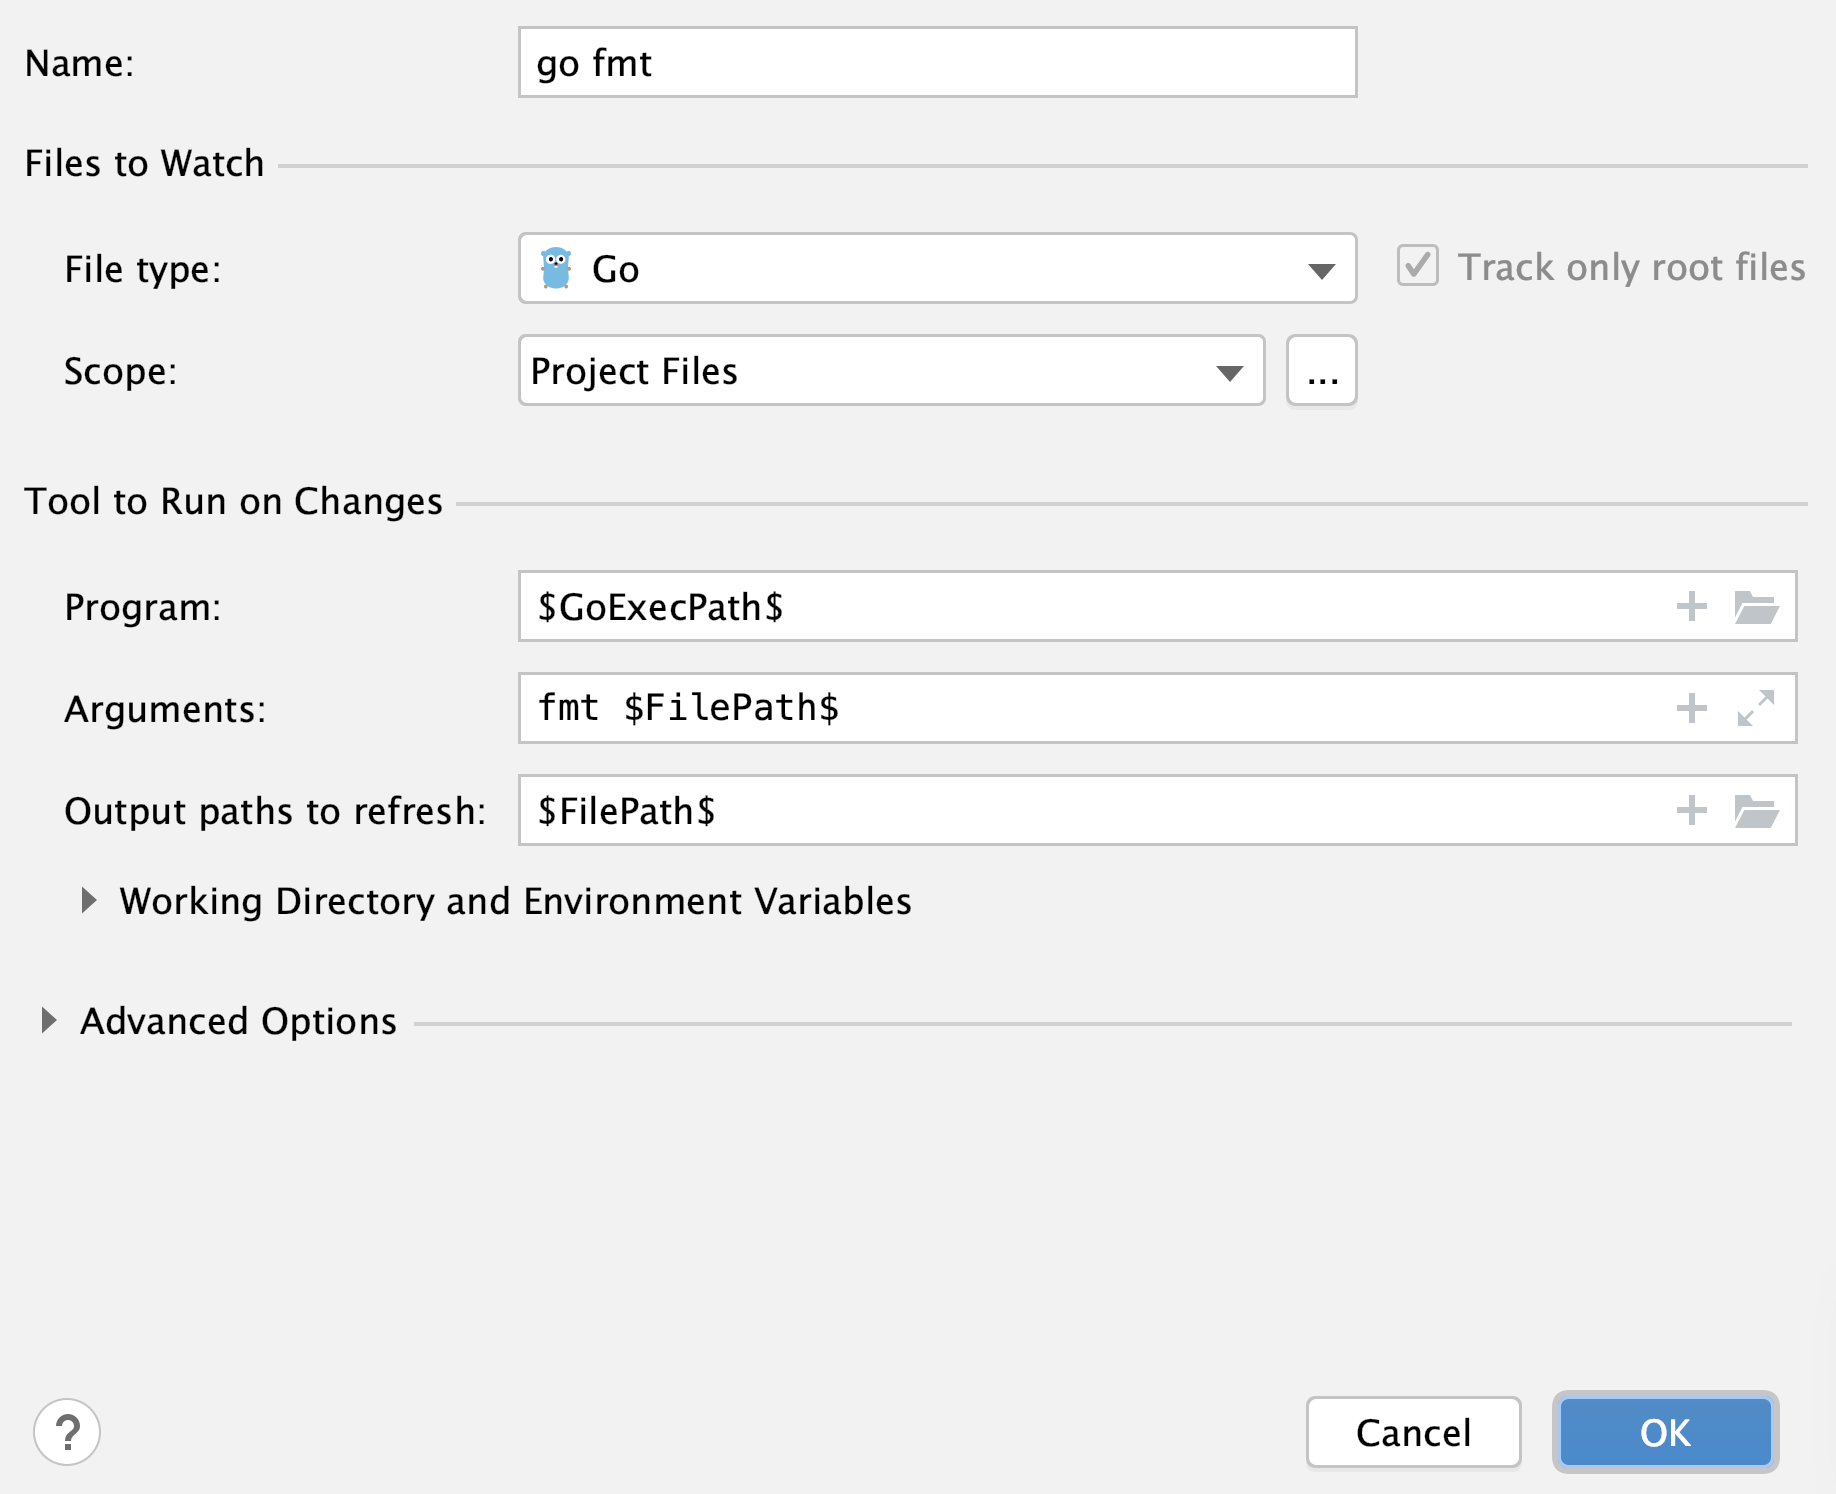 Name: go fmt
Files to Watch
File type: Go Track only root files
Scope: Project Files ...
Tool to Run on Changes
Program: $GoExecPath$
Arguments: fmt $FilePath$
Output paths to refresh: $FilePath$
Working Directory and Environment Variables
Advanced Options
? Cancel OK